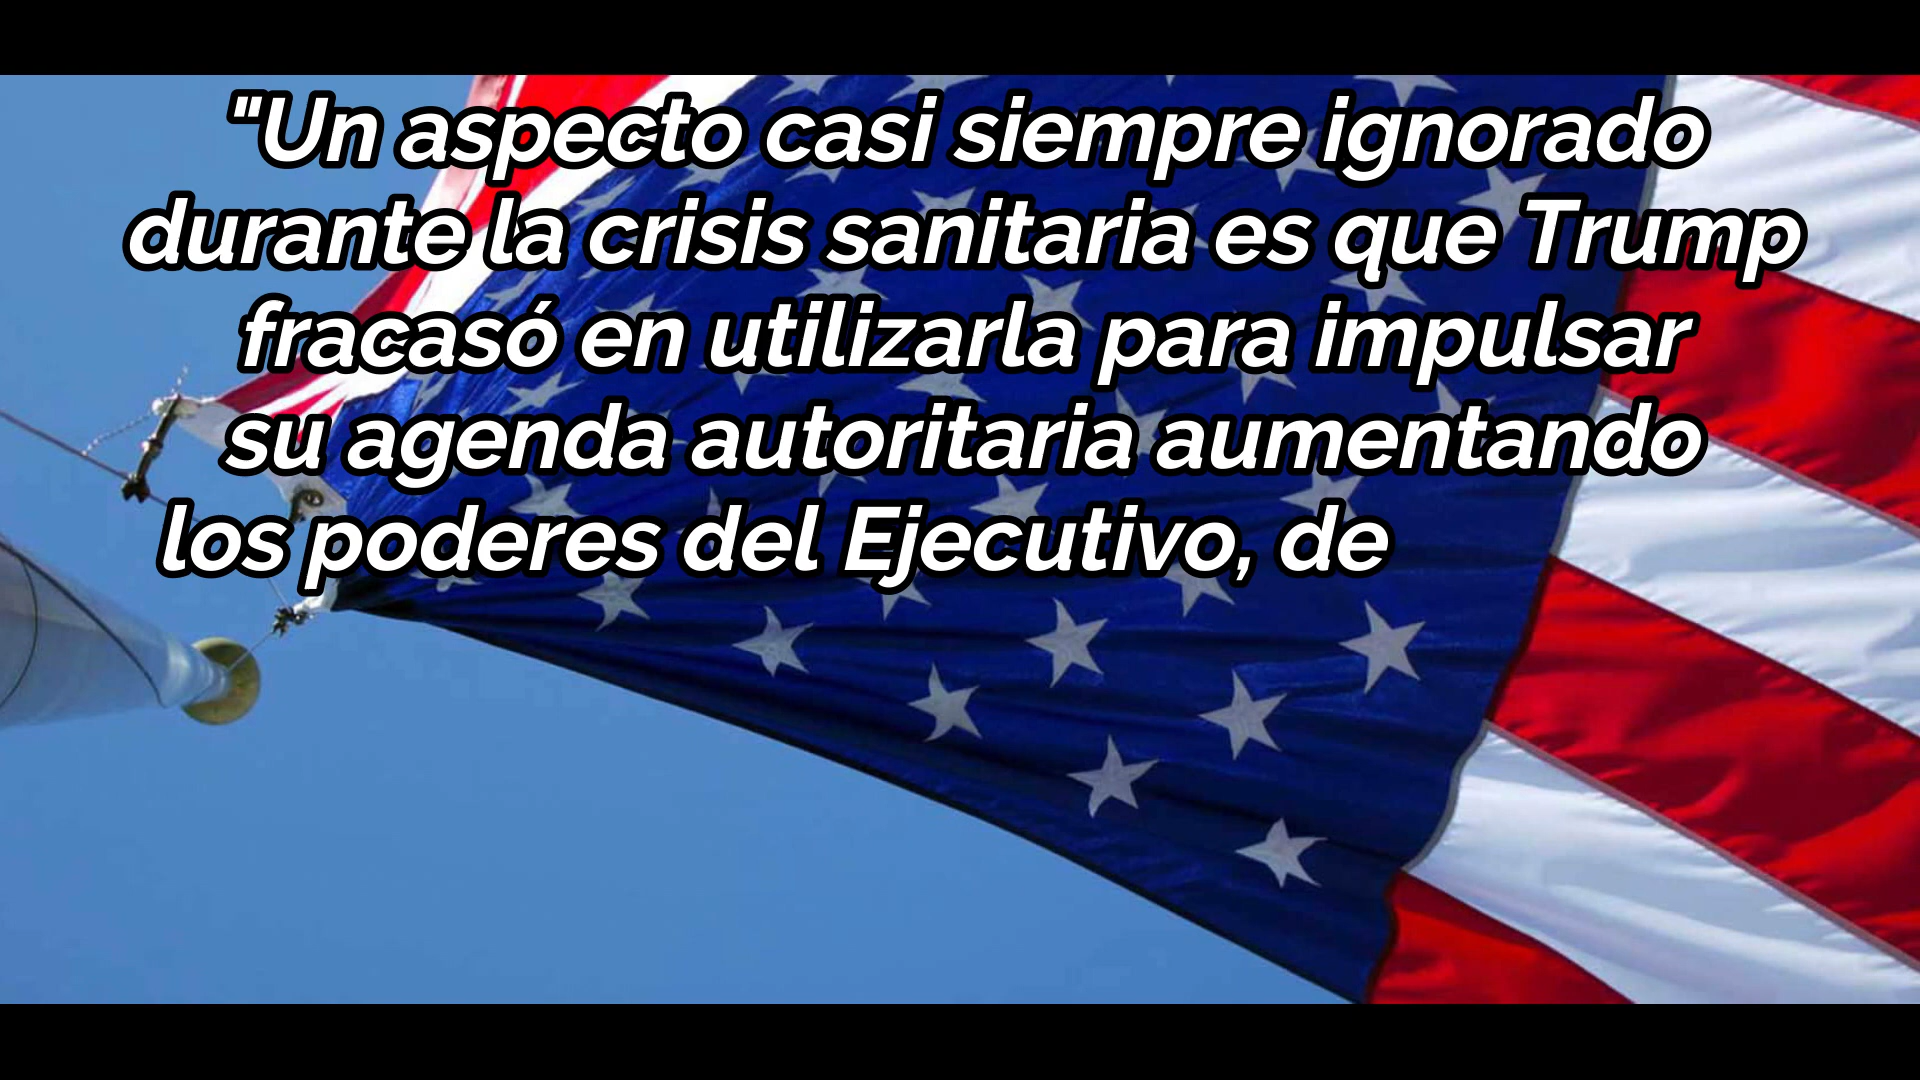 "Un aspecto casi siempre ignorado
durante la crisis sanitaria es que Trump
fracasó en utilizarla para impulsar
su agenda autoritaria aumentando
los poderes del Ejecutivo, de